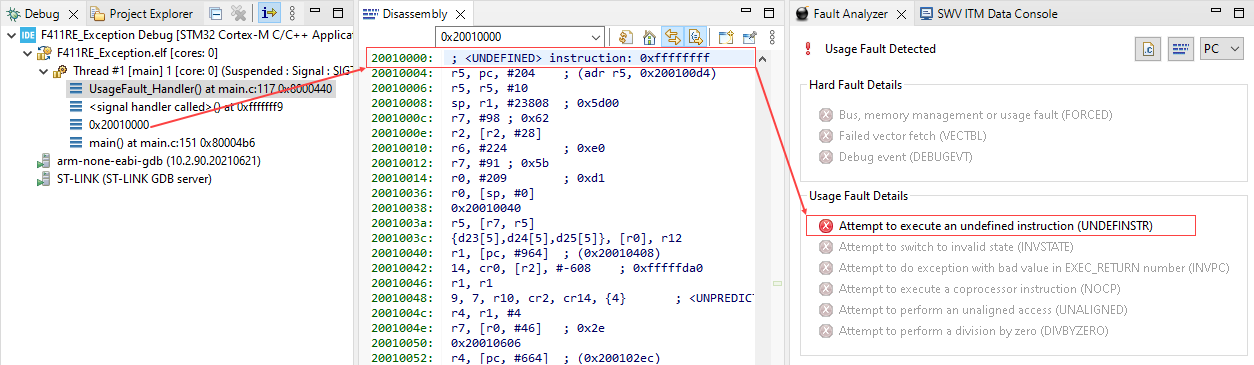 Debug
Project Explorer
F411RE_Exception Debug [STM32 Cortex-M C/C++ Applicat
F411RE_Exception.elf [cores: 0]
Thread #1 [main] 1 [core: 0] (Suspended : Signal : SIGT
UsageFault_Handler() at main.c:117 0x8000440
<signal handler called>() at 0xfffffff9
0x20010000
main() at main.c:151 0x80004b6
arm-none-eabi-gdb (10.2.90.20210621)
ST-LINK (ST-LINK GDB server)
Disassembly
0x20010000
20010000: ; <UNDEFINED> instruction: 0xffffffff
20010004: r5, pc, #204 ; (adr r5, 0x200100d4)
20010006: r5, r5, #10
20010008: sp, r1, #23808 ; 0x5d00
2001000c: r7, #98 ; 0x62
2001000e: r2, [r2, #28]
20010010: r6, #224 ; 0xe0
20010012: r7, #91 ; 0x5b
20010014: r0, #209 ; 0xd1
20010036: r0, [sp, #0]
20010038: 0x20010040
2001003a: r5, [r7, r5]
2001003c: {d23[5],d24[5],d25[5]}, [r0], r12
20010040: r1, [pc, #964] ; (0x20010408)
20010042: 14, cr0, [r2], #-608 ; 0xfffffda0
20010046: r1, r1
20010048: 9, 7, r10, cr2, cr14, {4} ; <UNPREDICT
2001004c: r4, r1, #4
2001004e: r7, [r0, #46] ; 0x2e
20010050: 0x20010606
20010052: r4, [pc, #664] ; (0x200102ec)
Fault Analyzer
SWV ITM Data Console
Usage Fault Detected
PC
Hard Fault Details
Bus, memory management or usage fault (FORCED)
Failed vector fetch (VECTBL)
Debug event (DEBUGEVT)
Usage Fault Details
Attempt to execute an undefined instruction (UNDEFINSTR)
Attempt to switch to invalid state (INVSTATE)
Attempt to do exception with bad value in EXEC_RETURN number (INVPC)
Attempt to execute a coprocessor instruction (NOCP)
Attempt to perform an unaligned access (UNALIGNED)
Attempt to perform a division by zero (DIVBYZERO)